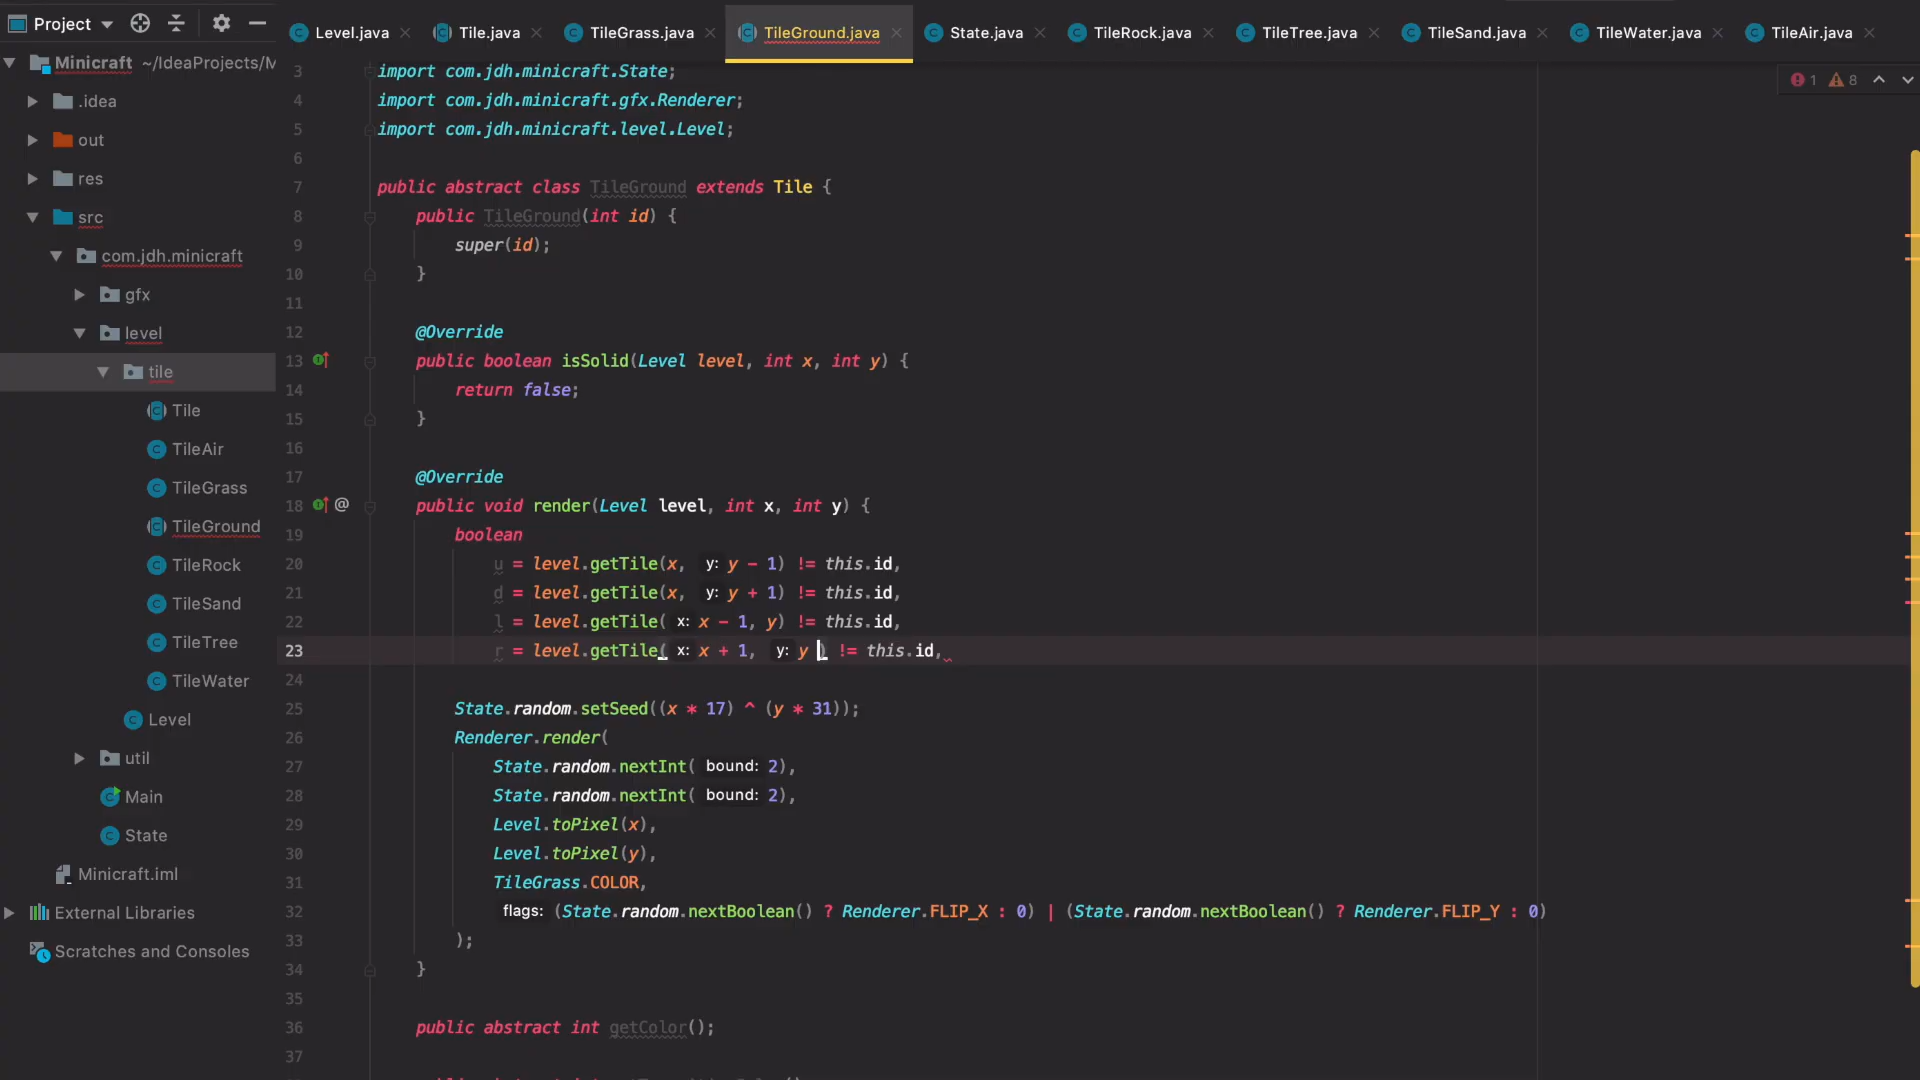 Project
Level.java
Tile.java
TileGrass.java
TileGround.java
State.java
TileRock.java
TileTree.java
TileSand.java
TileWater.java
TileAir.java
Minicraft ~/IdeaProjects/M
.idea
out
res
src
com.jdh.minicraft
gfx
level
tile
Tile
TileAir
TileGrass
TileGround
TileRock
TileSand
TileTree
TileWater
Level
util
Main
State
Minicraft.iml
External Libraries
Scratches and Consoles
1 8
3 import com.jdh.minicraft.State;
4 import com.jdh.minicraft.gfx.Renderer;
5 import com.jdh.minicraft.level.Level;
6
7 public abstract class TileGround extends Tile {
8 public TileGround(int id) {
9 super(id);
10 }
11
12 @Override
13 public boolean isSolid(Level level, int x, int y) {
14 return false;
15 }
16
17 @Override
18 @ public void render(Level level, int x, int y) {
19 boolean
20 u = level.getTile(x, y: y - 1) != this.id,
21 d = level.getTile(x, y: y + 1) != this.id,
22 l = level.getTile( x: x - 1, y) != this.id,
23 r = level.getTile( x: x + 1, y: y ) != this.id,
24
25 State.random.setSeed((x * 17) ^ (y * 31));
26 Renderer.render(
27 State.random.nextInt( bound: 2),
28 State.random.nextInt( bound: 2),
29 Level.toPixel(x),
30 Level.toPixel(y),
31 TileGrass.COLOR,
32 flags: (State.random.nextBoolean() ? Renderer.FLIP_X : 0) | (State.random.nextBoolean() ? Renderer.FLIP_Y : 0)
33 );
34 }
35
36 public abstract int getColor();
37